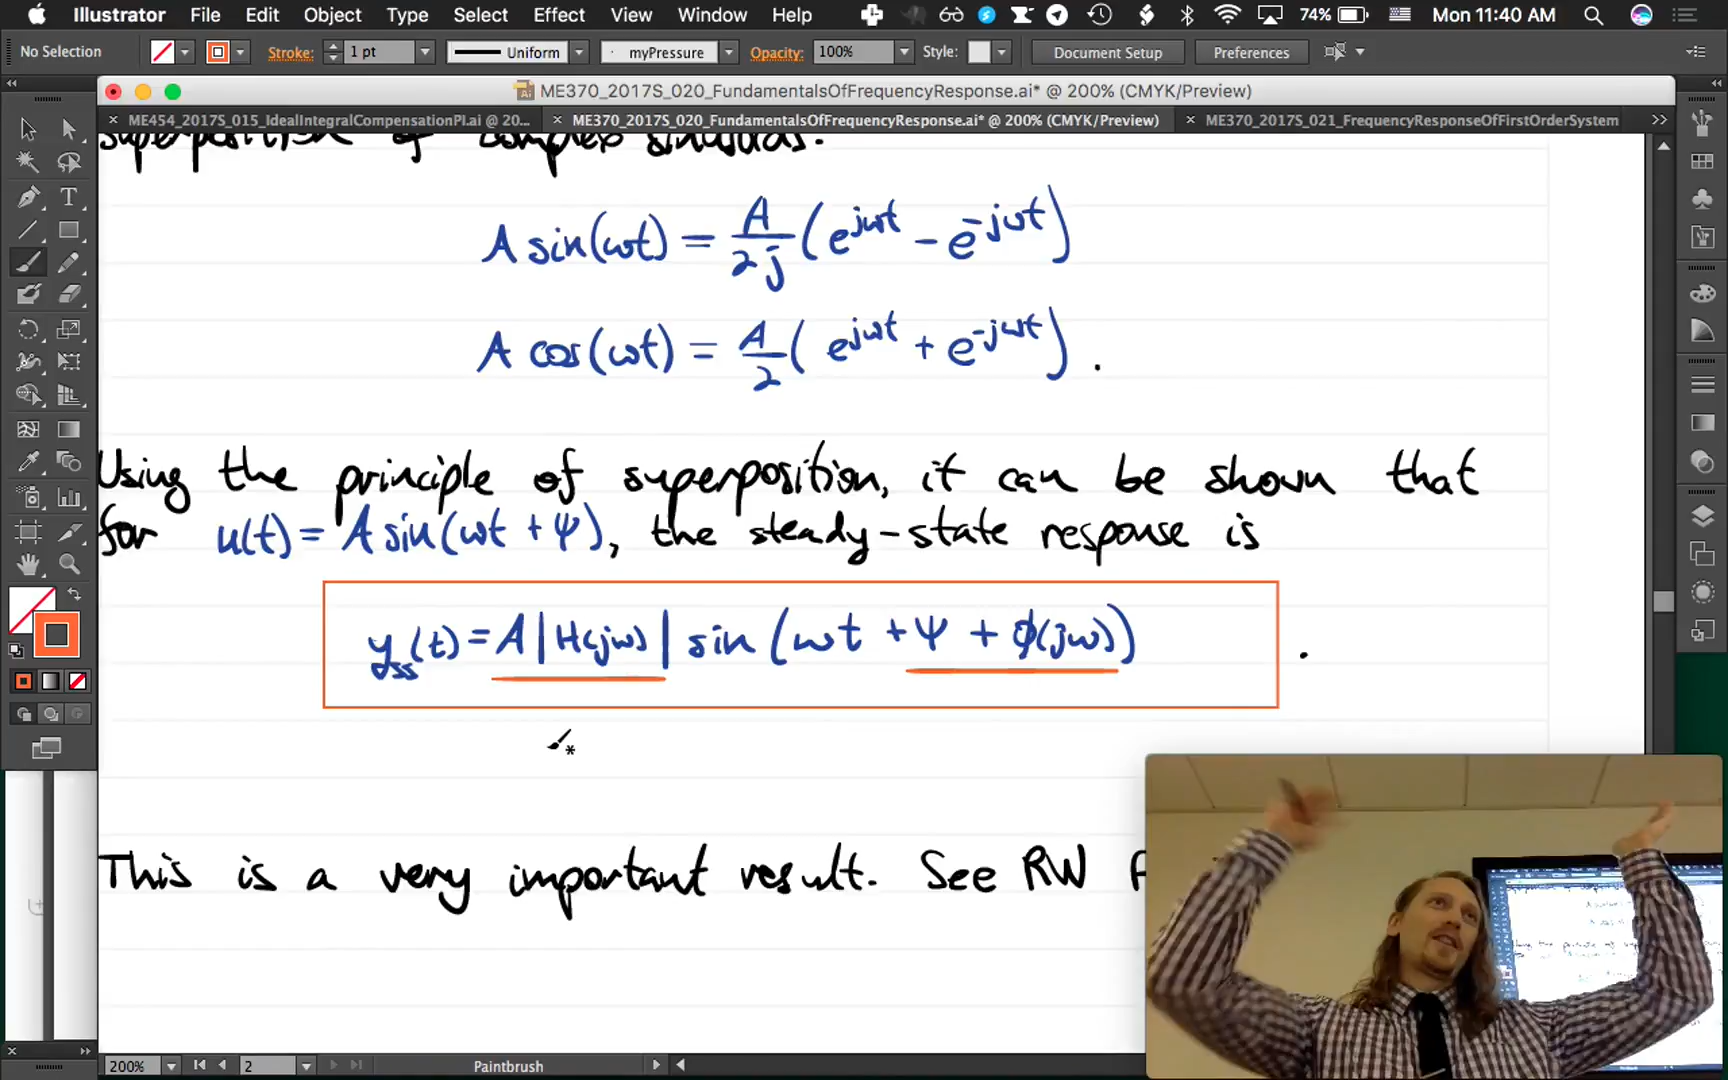 Illustrator File Edit Object Type Select Effect View Window Help 74% Mon 11:40 AM
No Selection Stroke: 1 pt Uniform myPressure Opacity: 100% Style: Document Setup Preferences
ME370_2017S_020_FundamentalsOfFrequencyResponse.ai* @ 200% (CMYK/Preview)
ME454_2017S_015_IdealIntegralCompensationPI.ai @ 20... ME370_2017S_020_FundamentalsOfFrequencyResponse.ai* @ 200% (CMYK/Preview) ME370_2017S_021_FrequencyResponseOfFirstOrderSystem
superposition of complex sinusoids.
A sin(ωt) = A/2j (e^{jωt} − e^{−jωt})
A cos(ωt) = A/2 (e^{jωt} + e^{−jωt}).
Using the principle of superposition, it can be shown that
for u(t) = A sin(ωt + ψ), the steady-state response is
y_ss(t) = A |H(jω)| sin (ωt + ψ + ϕ(jω)) .
This is a very important result. See RW
200% 2 Paintbrush